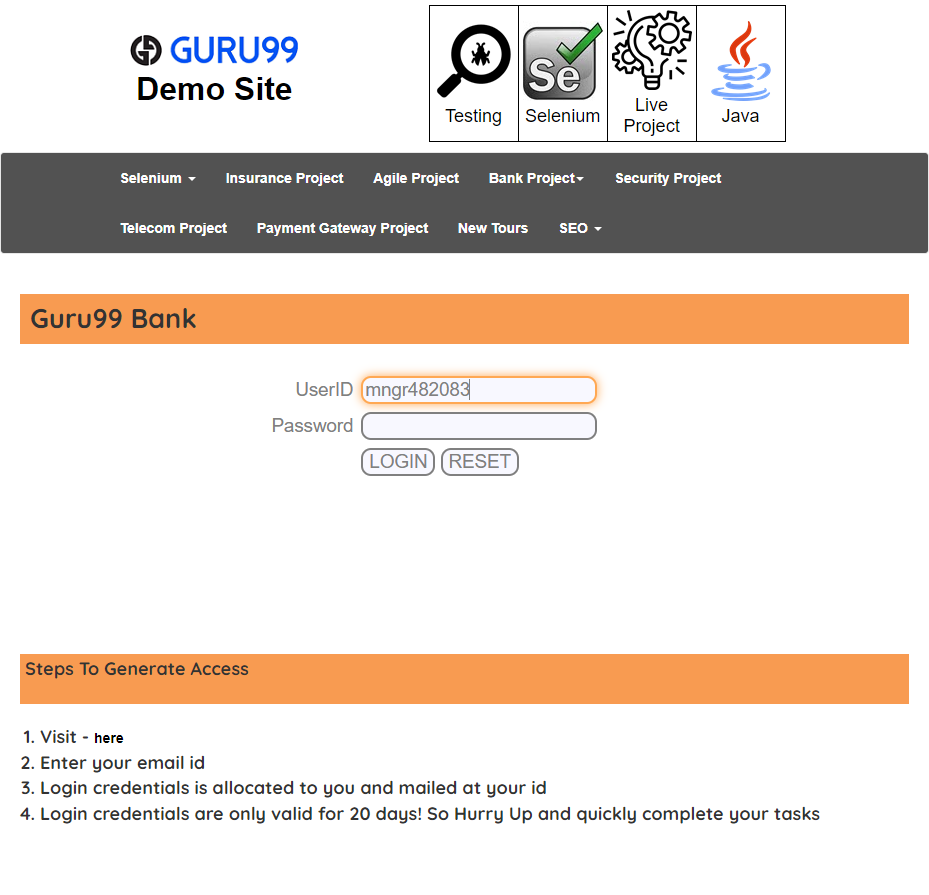 GURU99
Demo Site
Se
Testing
Selenium
Live
Project
Java
Selenium
Insurance Project
Agile Project
Bank Project
Security Project
Telecom Project
Payment Gateway Project
New Tours
SEO
Guru99 Bank
UserID mngr482083
Password
LOGIN RESET
Steps To Generate Access
1. Visit - here
2. Enter your email id
3. Login credentials is allocated to you and mailed at your id
4. Login credentials are only valid for 20 days! So Hurry Up and quickly complete your tasks